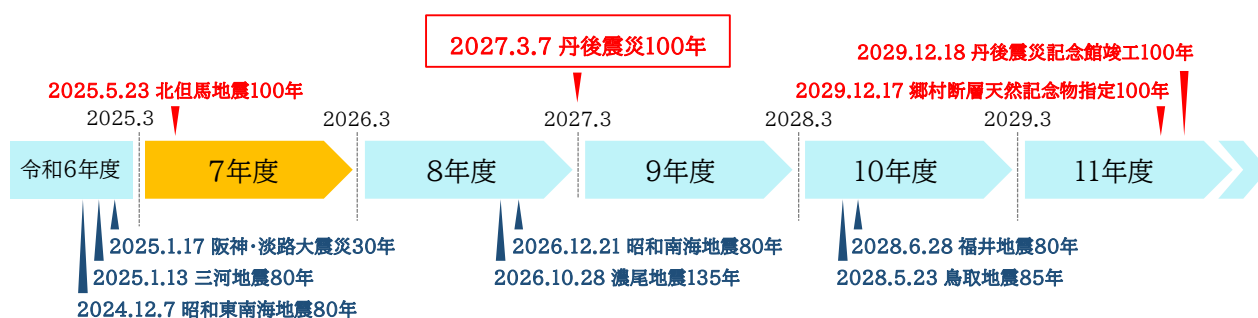 2027.3.7 丹後震災100年
2029.12.18 丹後震災記念館竣工100年
2025.5.23 北但馬地震100年
2029.12.17 郷村断層天然記念物指定100年
2025.3
2026.3
2027.3
2028.3
2029.3
令和6年度
7年度
8年度
9年度
10年度
11年度
2025.1.17 阪神・淡路大震災30年
2025.1.13 三河地震80年
2024.12.7 昭和東南海地震80年
2026.12.21 昭和南海地震80年
2026.10.28 濃尾地震135年
2028.6.28 福井地震80年
2028.5.23 鳥取地震85年